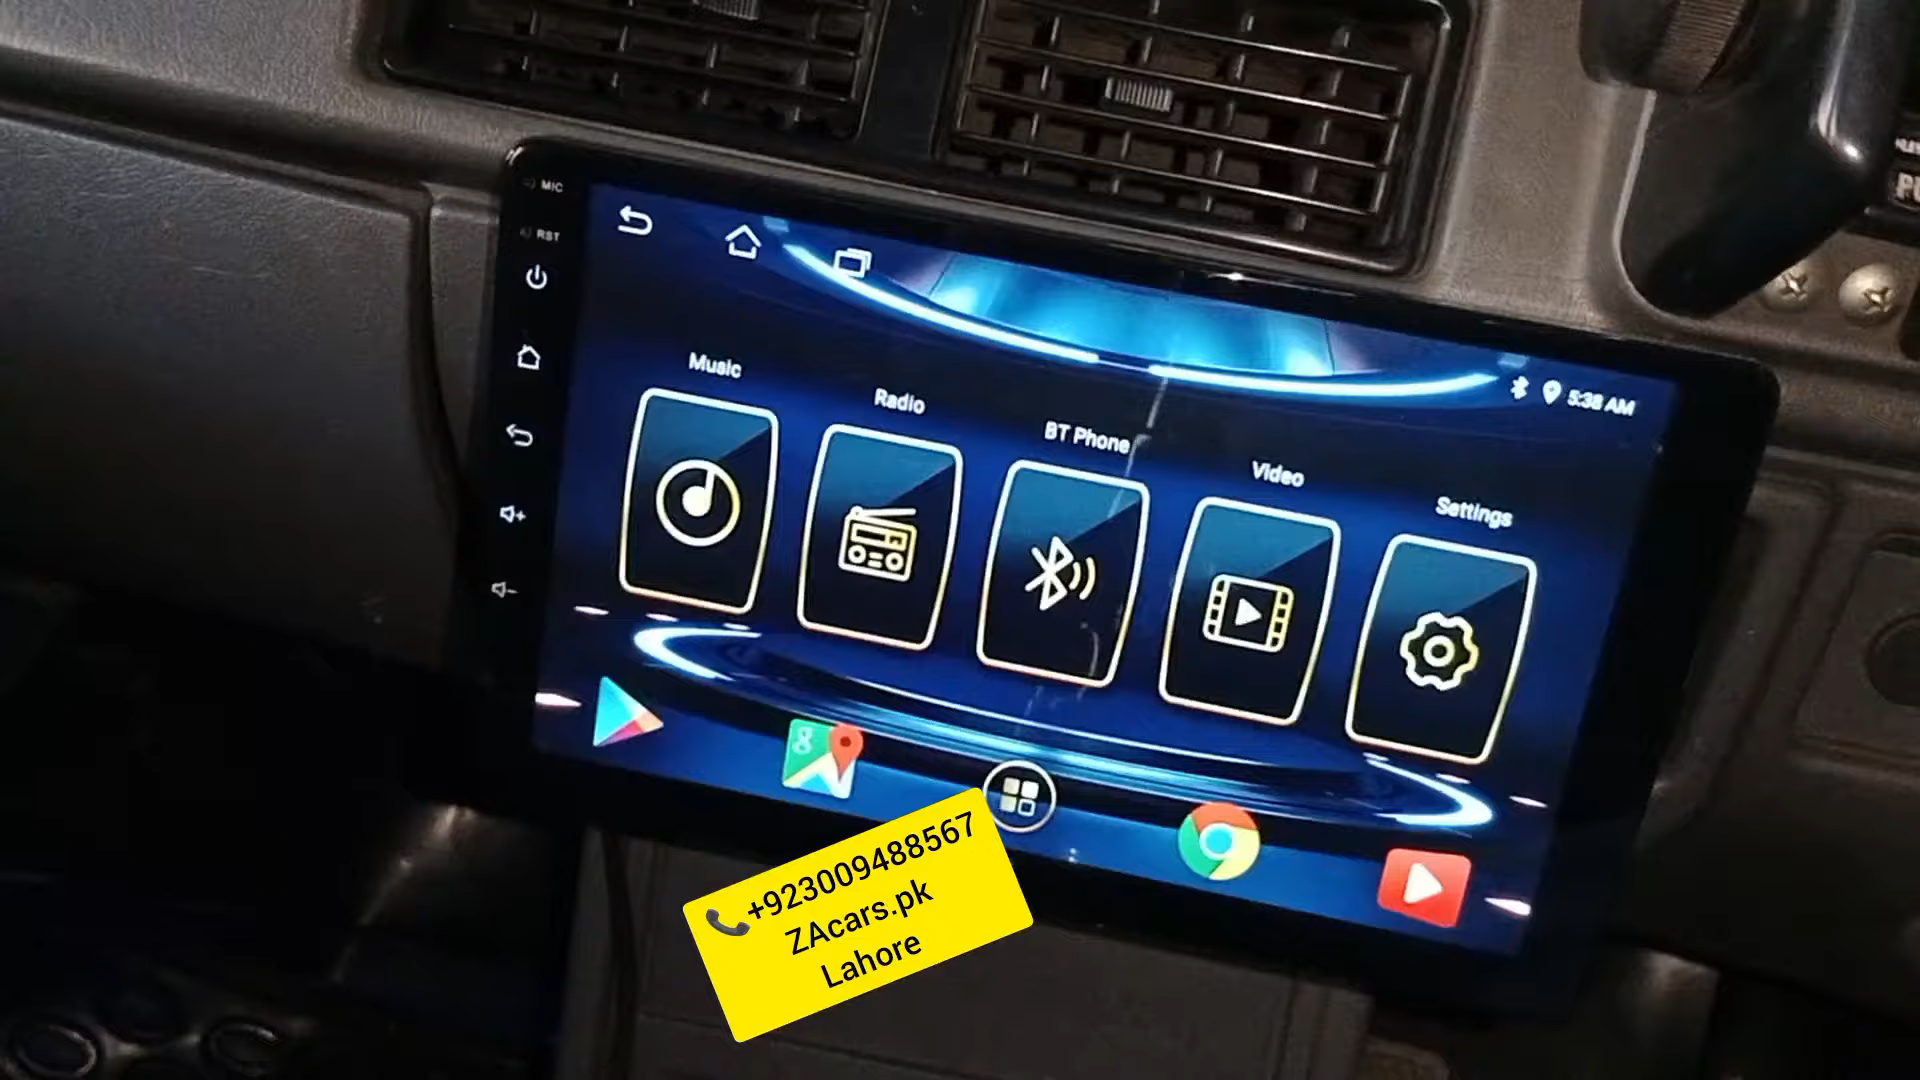 MIC
RST
5:38 AM
Music
Radio
BT Phone
Video
Settings
g
+923009488567
ZAcars.pk
Lahore